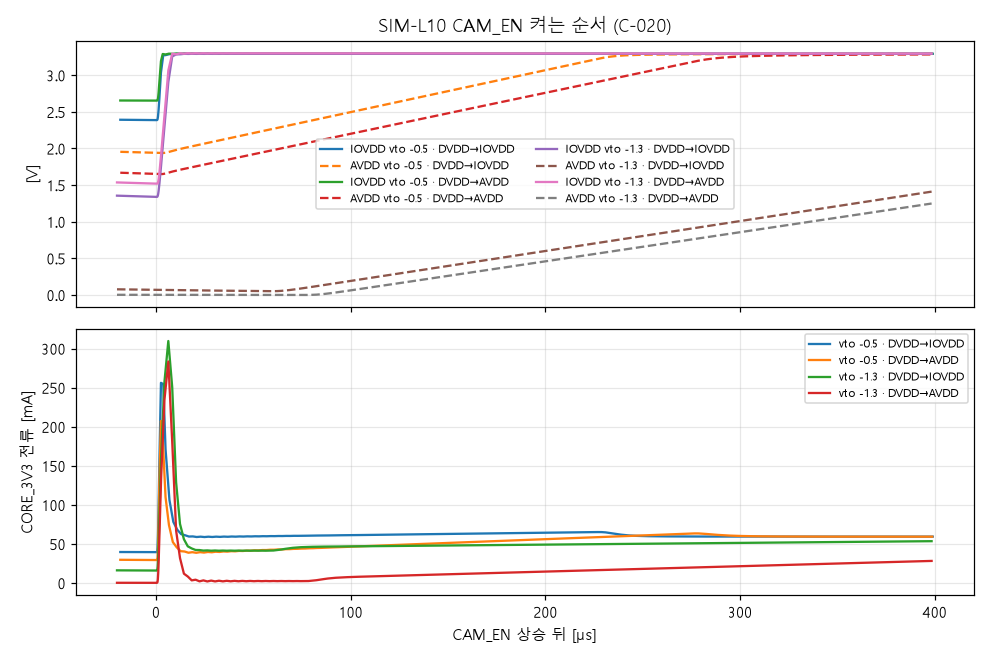 SIM-L10 CAM_EN 켜는 순서 (C-020)
3.0
2.5
2.0
1.5
1.0
0.5
0.0
[V]
IOVDD vto -0.5 · DVDD→IOVDD
AVDD vto -0.5 · DVDD→IOVDD
IOVDD vto -0.5 · DVDD→AVDD
AVDD vto -0.5 · DVDD→AVDD
IOVDD vto -1.3 · DVDD→IOVDD
AVDD vto -1.3 · DVDD→IOVDD
IOVDD vto -1.3 · DVDD→AVDD
AVDD vto -1.3 · DVDD→AVDD
300
250
200
150
100
50
0
CORE_3V3 전류 [mA]
vto -0.5 · DVDD→IOVDD
vto -0.5 · DVDD→AVDD
vto -1.3 · DVDD→IOVDD
vto -1.3 · DVDD→AVDD
0 100 200 300 400
CAM_EN 상승 뒤 [µs]